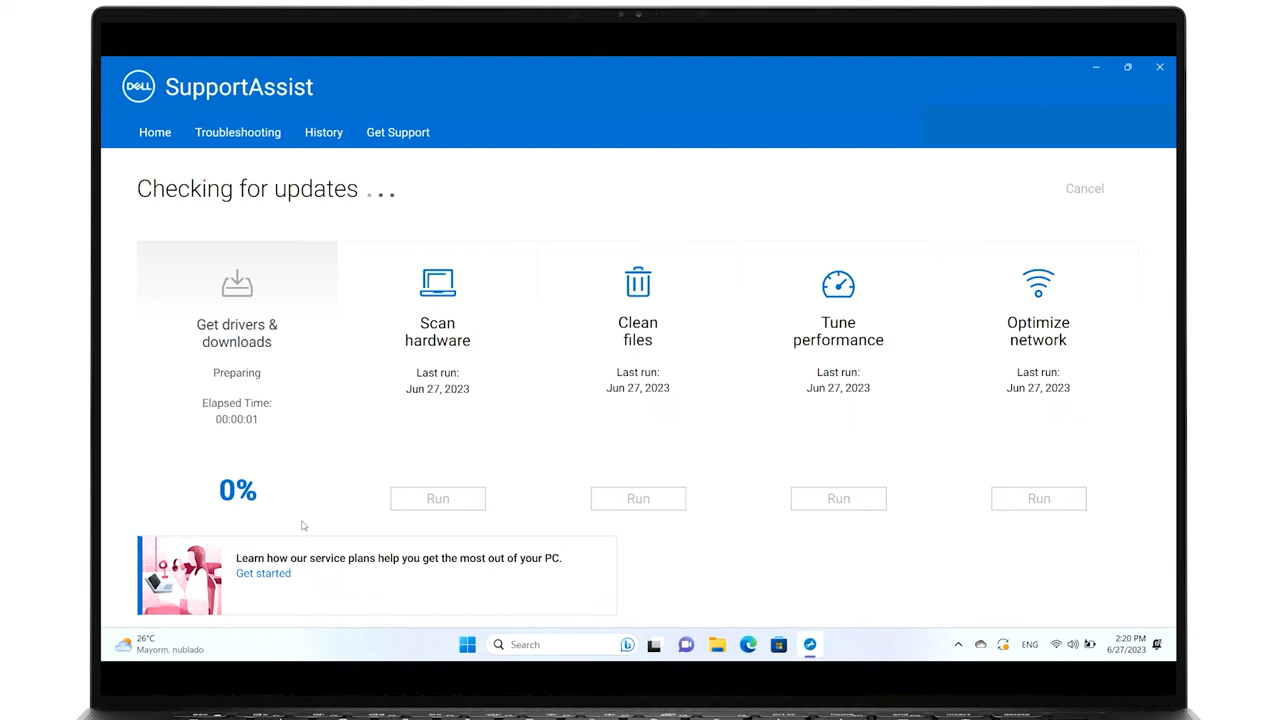 DELL
SupportAssist
Home
Troubleshooting
History
Get Support
Checking for updates ...
Cancel
Get drivers &
downloads
Preparing
Elapsed Time:
00:00:01
0%
Scan
hardware
Last run:
Jun 27, 2023
Run
Clean
files
Last run:
Jun 27, 2023
Run
Tune
performance
Last run:
Jun 27, 2023
Run
Optimize
network
Last run:
Jun 27, 2023
Run
Learn how our service plans help you get the most out of your PC.
Get started
26°C
Mayorm. nublado
Search
ENG
2:20 PM
6/27/2023